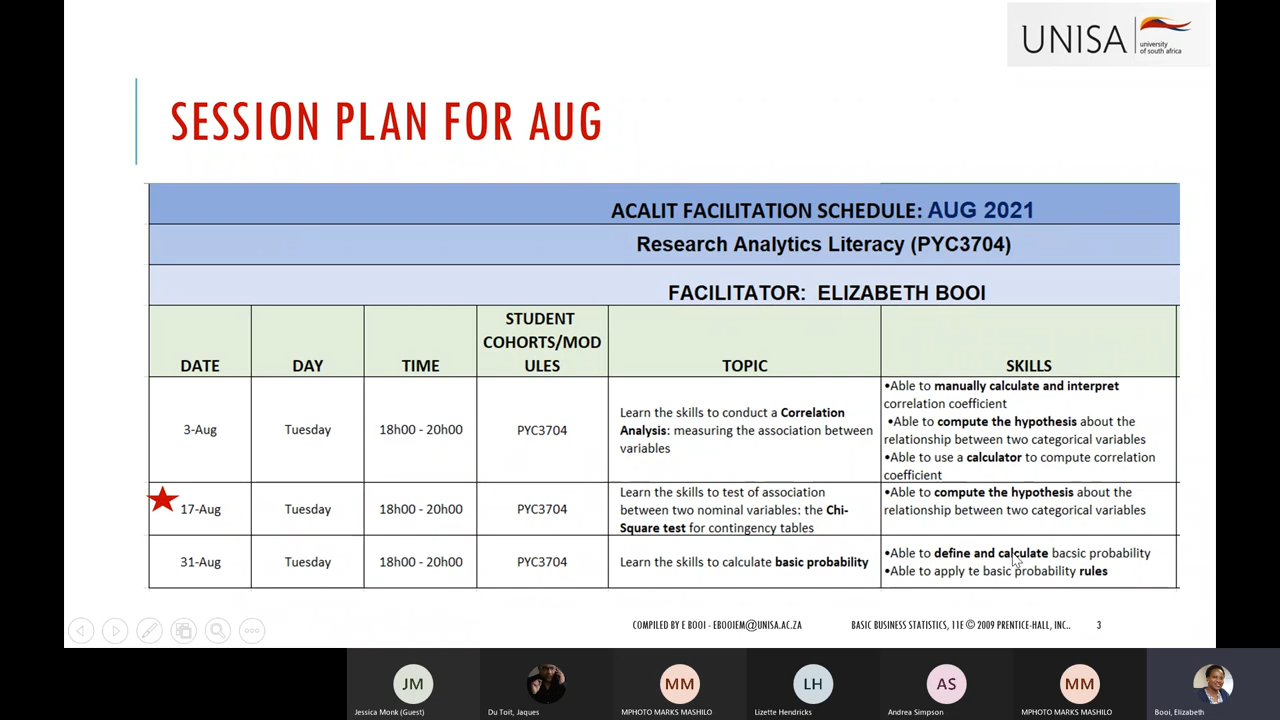 UNISA
university
of south africa
SESSION PLAN FOR AUG
ACALIT FACILITATION SCHEDULE: AUG 2021
Research Analytics Literacy (PYC3704)
FACILITATOR: ELIZABETH BOOI
DATE
DAY
TIME
STUDENT
COHORTS/MOD
ULES
TOPIC
SKILLS
3-Aug
Tuesday
18h00 - 20h00
PYC3704
Learn the skills to conduct a Correlation
Analysis: measuring the association between
variables
•Able to manually calculate and interpret
correlation coefficient
•Able to compute the hypothesis about the
relationship between two categorical variables
•Able to use a calculator to compute correlation
coefficient
17-Aug
Tuesday
18h00 - 20h00
PYC3704
Learn the skills to test of association
between two nominal variables: the Chi-
Square test for contingency tables
•Able to compute the hypothesis about the
relationship between two categorical variables
31-Aug
Tuesday
18h00 - 20h00
PYC3704
Learn the skills to calculate basic probability
•Able to define and calculate bacsic probability
•Able to apply te basic probability rules
COMPILED BY E BOOI - EBOOIEM@UNISA.AC.ZA
BASIC BUSINESS STATISTICS, 11E © 2009 PRENTICE-HALL, INC..
3
JM
Jessica Monk (Guest)
Du Toit, Jaques
MM
MPHOTO MARKS MASHILO
LH
Lizette Hendricks
AS
Andrea Simpson
MM
MPHOTO MARKS MASHILO
Booi, Elizabeth